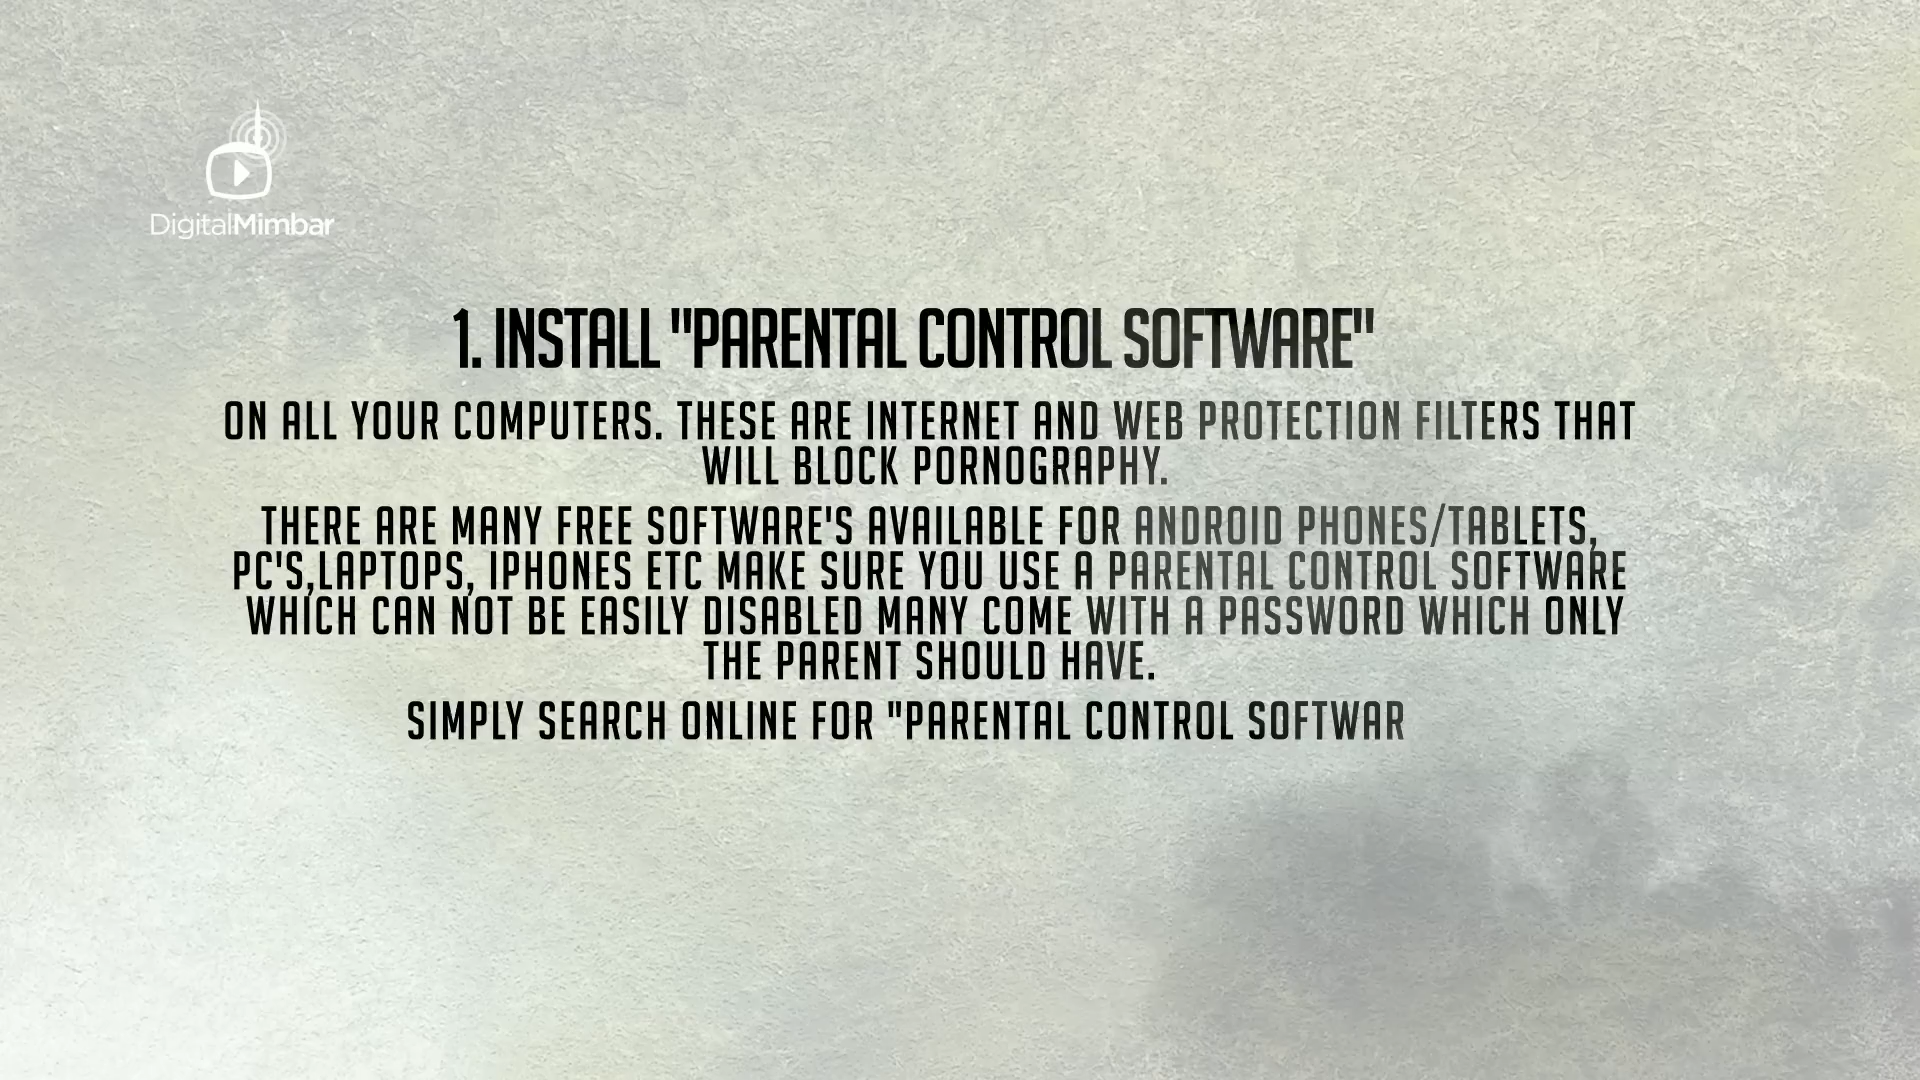 DigitalMimbar
1. INSTALL "PARENTAL CONTROL SOFTWARE"
ON ALL YOUR COMPUTERS. THESE ARE INTERNET AND WEB PROTECTION FILTERS THAT
WILL BLOCK PORNOGRAPHY.
THERE ARE MANY FREE SOFTWARE'S AVAILABLE FOR ANDROID PHONES/TABLETS,
PC'S,LAPTOPS, IPHONES ETC MAKE SURE YOU USE A PARENTAL CONTROL SOFTWARE
WHICH CAN NOT BE EASILY DISABLED MANY COME WITH A PASSWORD WHICH ONLY
THE PARENT SHOULD HAVE.
SIMPLY SEARCH ONLINE FOR "PARENTAL CONTROL SOFTWAR